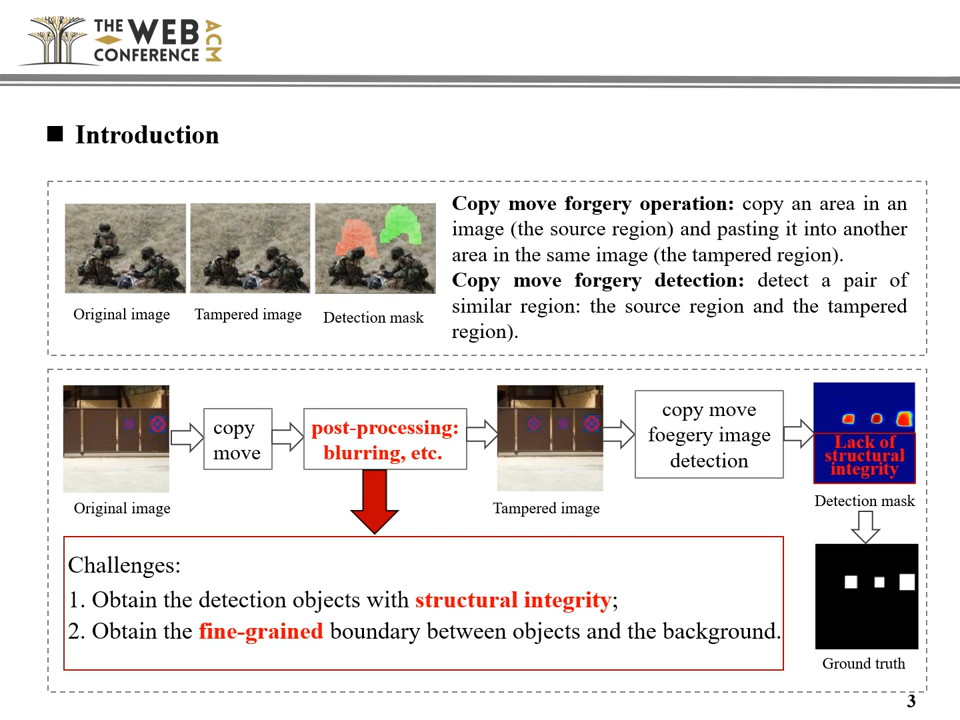 THE WEB
CONFERENCE
ACM
Introduction
Copy move forgery operation: copy an area in an
image (the source region) and pasting it into another
area in the same image (the tampered region).
Copy move forgery detection: detect a pair of
similar region: the source region and the tampered
region).
Original image
Tampered image
Detection mask
copy
move
post-processing:
blurring, etc.
copy move
foegery image
detection
Lack of
structural
integrity
Original image
Tampered image
Detection mask
Challenges:
1. Obtain the detection objects with structural integrity;
2. Obtain the fine-grained boundary between objects and the background.
Ground truth
3